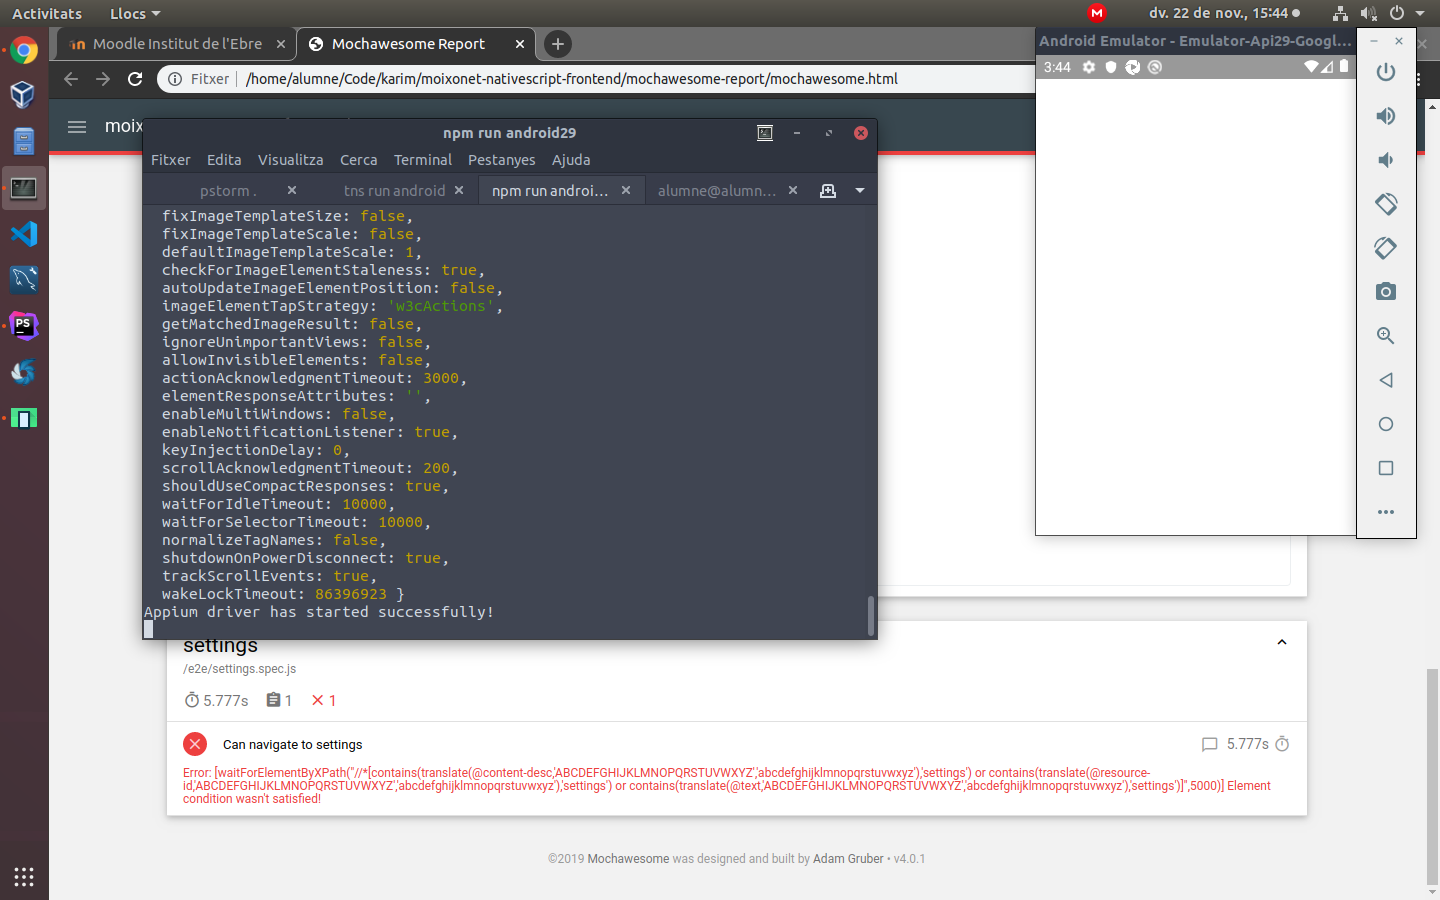 Activitats
Llocs
dv. 22 de nov., 15:44
Moodle Institut de l'Ebre
Mochawesome Report
Fitxer
/home/alumne/Code/karim/moixonet-nativescript-frontend/mochawesome-report/mochawesome.html
Android Emulator - Emulator-Api29-Googl...
3:44
moix
npm run android29
Fitxer Edita Visualitza Cerca Terminal Pestanyes Ajuda
pstorm .
tns run android
npm run androi...
alumne@alumn...
fixImageTemplateSize: false,
fixImageTemplateScale: false,
defaultImageTemplateScale: 1,
checkForImageElementStaleness: true,
autoUpdateImageElementPosition: false,
imageElementTapStrategy: 'w3cActions',
getMatchedImageResult: false,
ignoreUnimportantViews: false,
allowInvisibleElements: false,
actionAcknowledgmentTimeout: 3000,
elementResponseAttributes: '',
enableMultiWindows: false,
enableNotificationListener: true,
keyInjectionDelay: 0,
scrollAcknowledgmentTimeout: 200,
shouldUseCompactResponses: true,
waitForIdleTimeout: 10000,
waitForSelectorTimeout: 10000,
normalizeTagNames: false,
shutdownOnPowerDisconnect: true,
trackScrollEvents: true,
wakeLockTimeout: 86396923 }
Appium driver has started successfully!
settings
/e2e/settings.spec.js
5.777s 1 1
Can navigate to settings
5.777s
Error: [waitForElementByXPath("//*[contains(translate(@content-desc,'ABCDEFGHIJKLMNOPQRSTUVWXYZ','abcdefghijklmnopqrstuvwxyz'),'settings') or contains(translate(@resource-
id,'ABCDEFGHIJKLMNOPQRSTUVWXYZ','abcdefghijklmnopqrstuvwxyz'),'settings') or contains(translate(@text,'ABCDEFGHIJKLMNOPQRSTUVWXYZ','abcdefghijklmnopqrstuvwxyz'),'settings')]",5000)] Element
condition wasn't satisfied!
©2019 Mochawesome was designed and built by Adam Gruber • v4.0.1